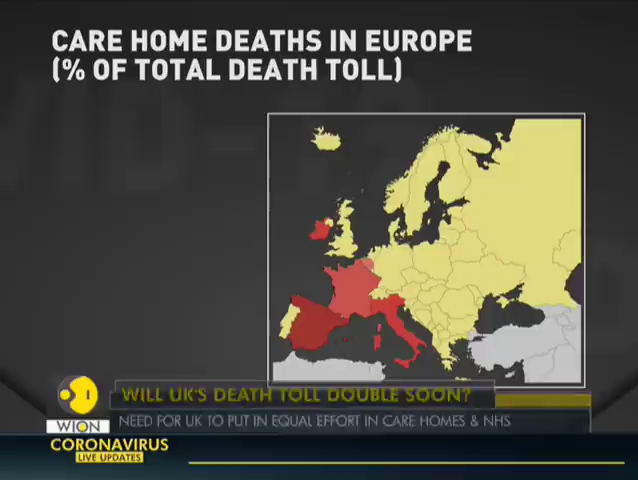 CARE HOME DEATHS IN EUROPE
(% OF TOTAL DEATH TOLL)
WILL UK'S DEATH TOLL DOUBLE SOON?
NEED FOR UK TO PUT IN EQUAL EFFORT IN CARE HOMES & NHS
WION
CORONAVIRUS
LIVE UPDATES